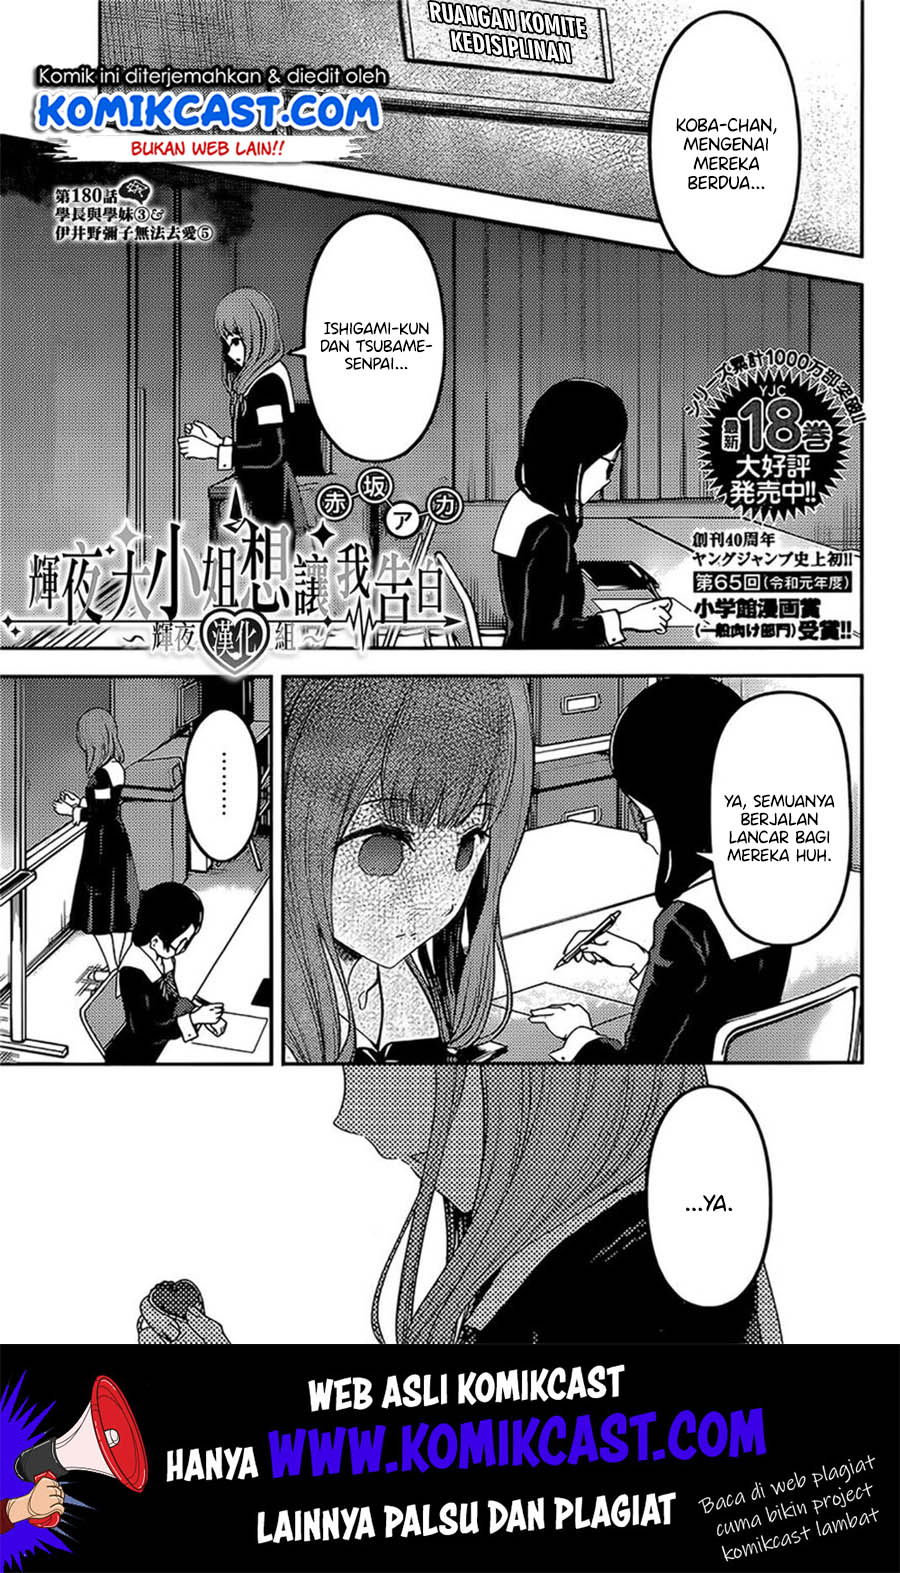 RUANGAN KOMITE
KEDISIPLINAN
Komik ini diterjemahkan & diedit oleh
KOMIKCAST.COM
BUKAN WEB LAIN!!
KOBA-CHAN,
MENGENAI
MEREKA
BERDUA...
第180話
學長與學妹③&
伊井野彌子無法去愛⑤
ISHIGAMI-KUN
DAN TSUBAME-
SENPAI...
シリーズ累計1000万部突破!!
YJC
最新18巻
大好評
発売中!!
赤坂アカ
創刊40周年
ヤングジャンプ史上初!!
第65回(令和元年度)
小学館漫画賞
(一般向け部門)受賞!!
輝夜大小姐想讓我告白
~輝夜漢化組~
YA, SEMUANYA
BERJALAN
LANCAR BAGI
MEREKA HUH.
.........
...YA.
WEB ASLI KOMIKCAST
HANYA WWW.KOMIKCAST.COM
LAINNYA PALSU DAN PLAGIAT
Baca di web plagiat
cuma bikin project
komikcast lambat